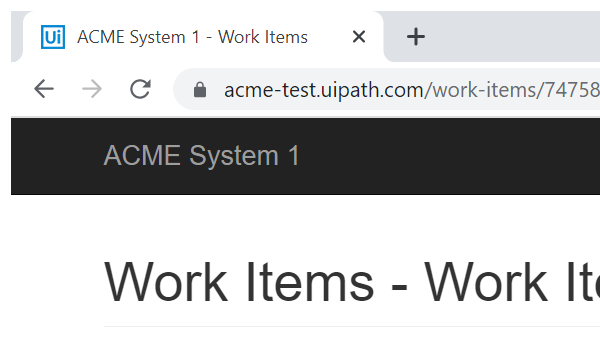 Ui ACME System 1 - Work Items
acme-test.uipath.com/work-items/74758
ACME System 1
Work Items - Work Ite